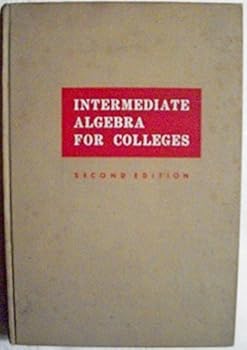 INTERMEDIATE
ALGEBRA
FOR COLLEGES
SECOND EDITION